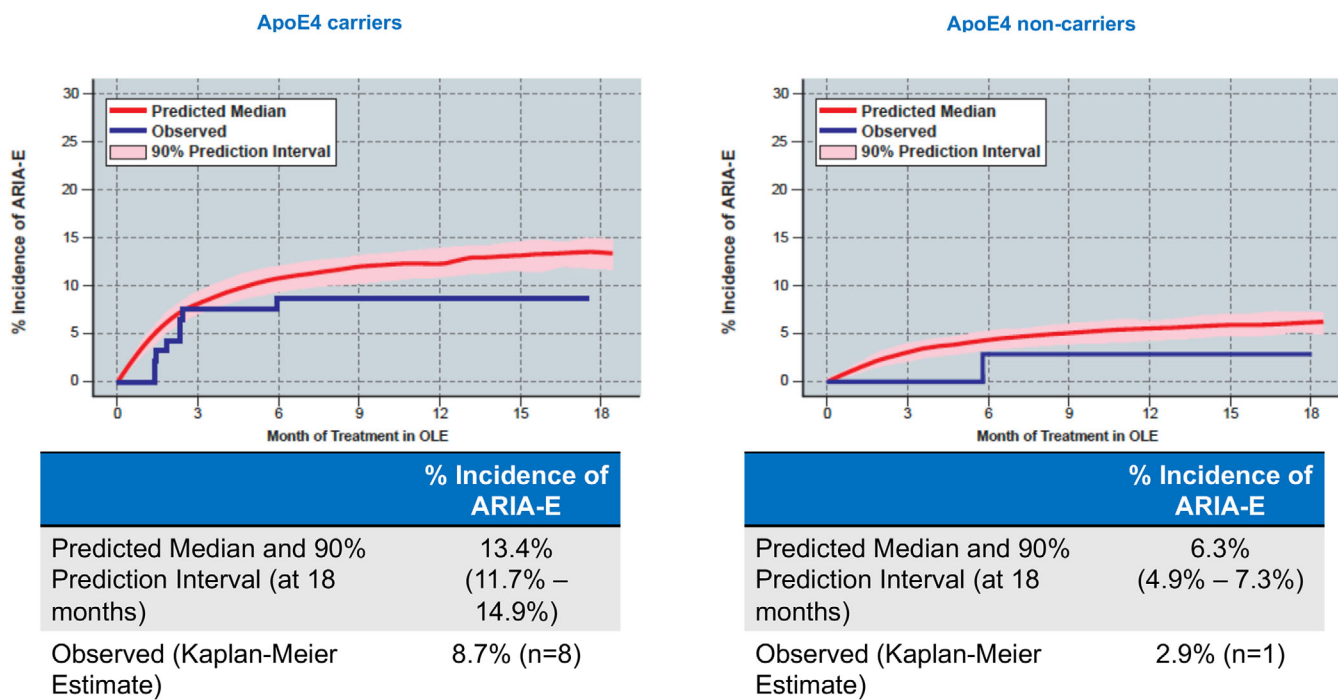 ApoE4 carriers
% Incidence of ARIA-E
30
25
20
15
10
5
0
Predicted Median
Observed
90% Prediction Interval
0 3 6 9 12 15 18
Month of Treatment in OLE
% Incidence of
ARIA-E
Predicted Median and 90%
Prediction Interval (at 18
months)
13.4%
(11.7% –
14.9%)
Observed (Kaplan-Meier
Estimate)
8.7% (n=8)
ApoE4 non-carriers
% Incidence of ARIA-E
30
25
20
15
10
5
0
Predicted Median
Observed
90% Prediction Interval
0 3 6 9 12 15 18
Month of Treatment in OLE
% Incidence of
ARIA-E
Predicted Median and 90%
Prediction Interval (at 18
months)
6.3%
(4.9% – 7.3%)
Observed (Kaplan-Meier
Estimate)
2.9% (n=1)